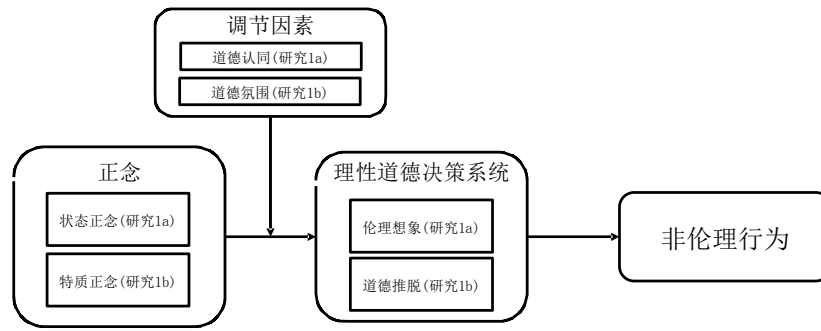 调节因素
道德认同(研究1a)
道德氛围(研究1b)
正念
状态正念(研究1a)
特质正念(研究1b)
理性道德决策系统
伦理想象(研究1a)
道德推脱(研究1b)
非伦理行为